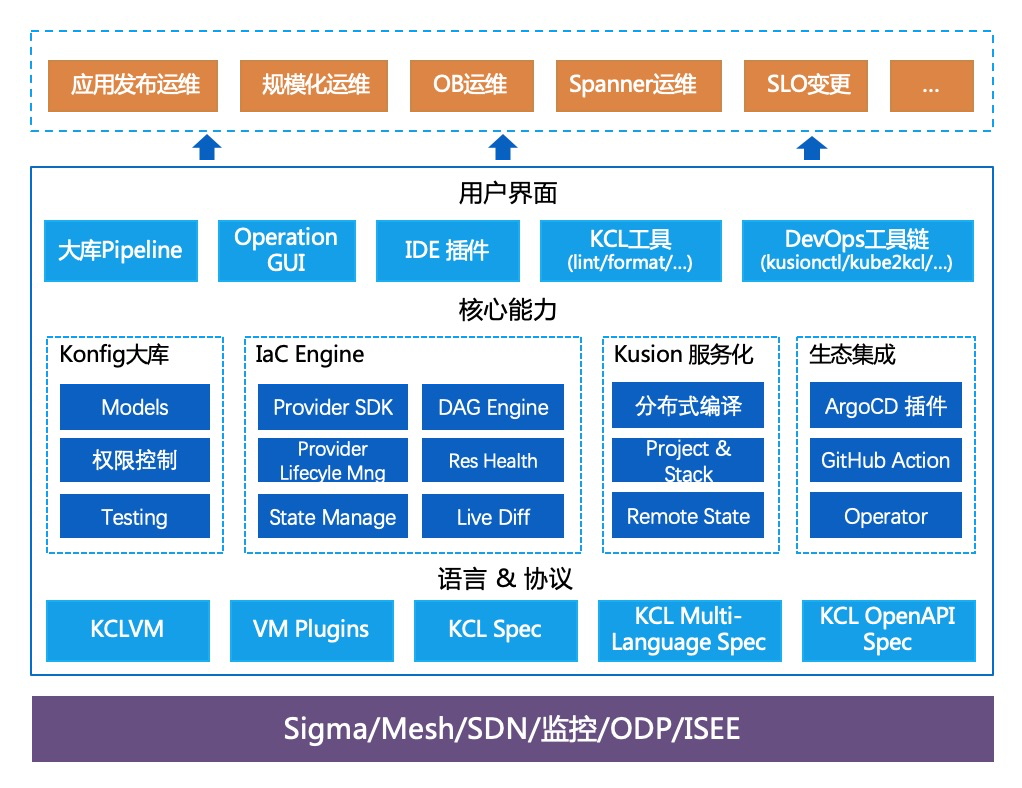 应用发布运维
规模化运维
OB运维
Spanner运维
SLO变更
...
用户界面
大库Pipeline
Operation
GUI
IDE 插件
KCL工具
(lint/format/...)
DevOps工具链
(kusionctl/kube2kcl/...)
核心能力
Konfig大库
Models
权限控制
Testing
IaC Engine
Provider SDK
DAG Engine
Provider
Lifecyle Mng
Res Health
State Manage
Live Diff
Kusion 服务化
分布式编译
Project &
Stack
Remote State
生态集成
ArgoCD 插件
GitHub Action
Operator
语言 & 协议
KCLVM
VM Plugins
KCL Spec
KCL Multi-
Language Spec
KCL OpenAPI
Spec
Sigma/Mesh/SDN/监控/ODP/ISEE